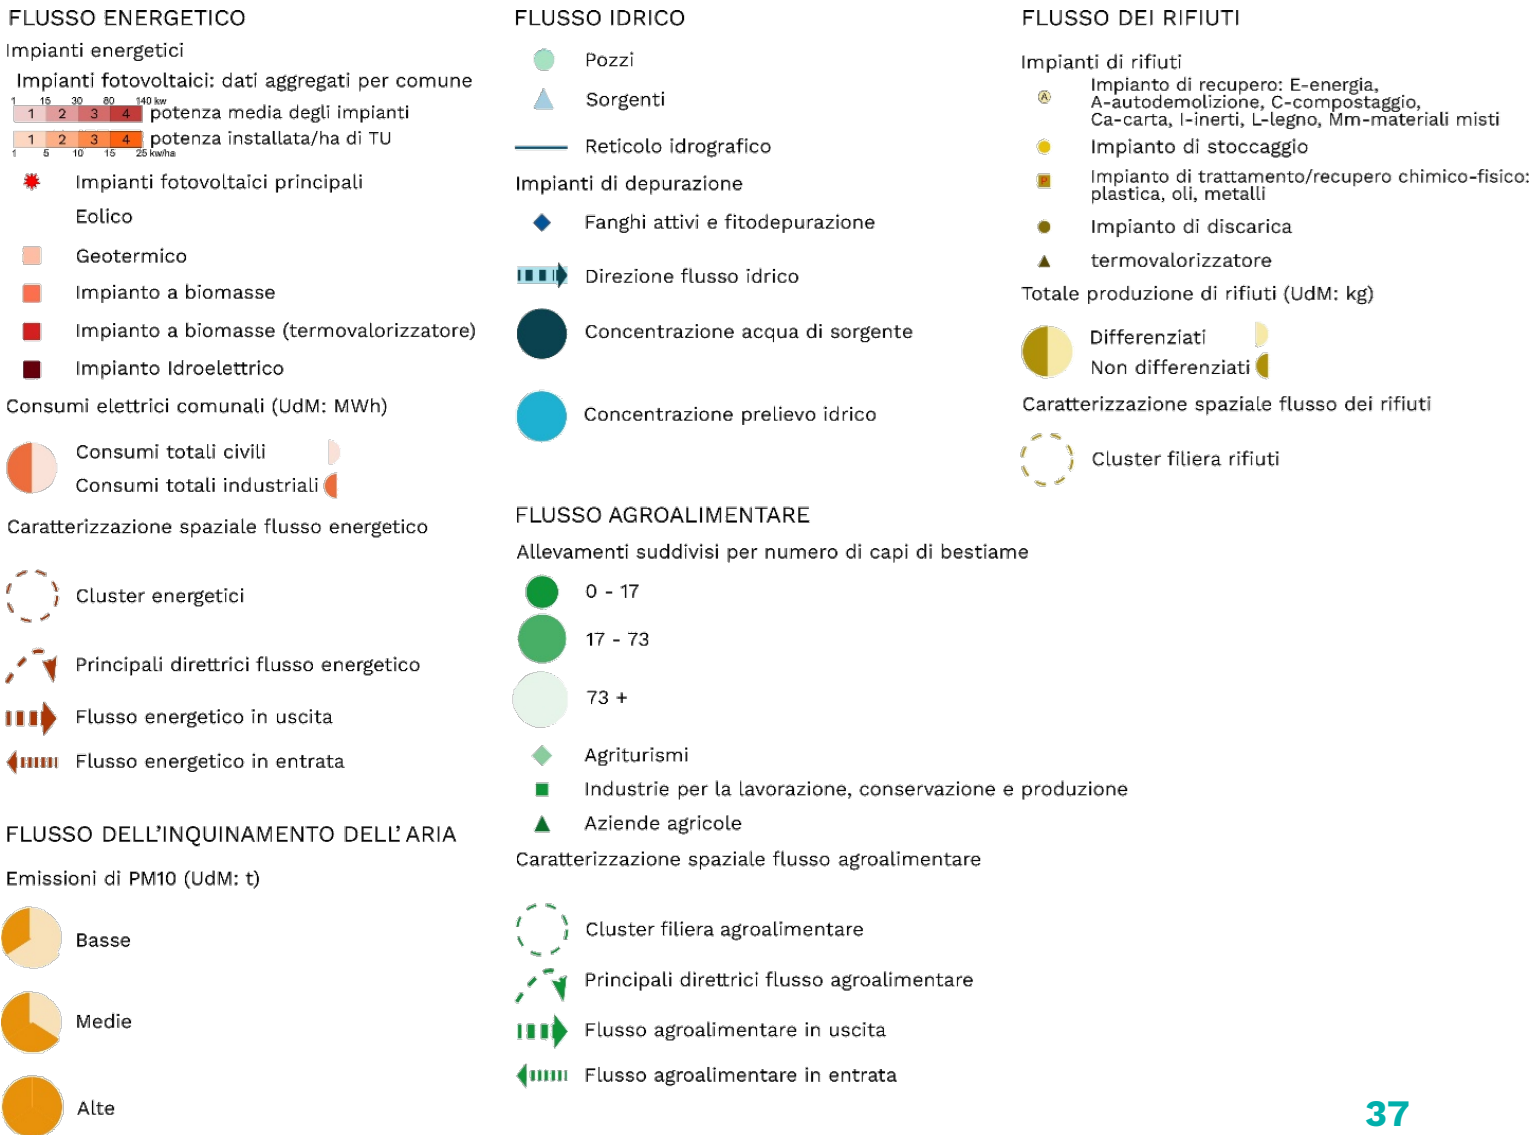 FLUSSO ENERGETICO
Impianti energetici
Impianti fotovoltaici: dati aggregati per comune
1 15 30 80 140 kw
1 2 3 4 potenza media degli impianti
1 2 3 4 potenza installata/ha di TU
1 5 10 15 25 kw/ha
Impianti fotovoltaici principali
Eolico
Geotermico
Impianto a biomasse
Impianto a biomasse (termovalorizzatore)
Impianto Idroelettrico
Consumi elettrici comunali (UdM: MWh)
Consumi totali civili
Consumi totali industriali
Caratterizzazione spaziale flusso energetico
Cluster energetici
Principali direttrici flusso energetico
Flusso energetico in uscita
Flusso energetico in entrata
FLUSSO DELL'INQUINAMENTO DELL' ARIA
Emissioni di PM10 (UdM: t)
Basse
Medie
Alte
FLUSSO IDRICO
Pozzi
Sorgenti
Reticolo idrografico
Impianti di depurazione
Fanghi attivi e fitodepurazione
Direzione flusso idrico
Concentrazione acqua di sorgente
Concentrazione prelievo idrico
FLUSSO AGROALIMENTARE
Allevamenti suddivisi per numero di capi di bestiame
0 - 17
17 - 73
73 +
Agriturismi
Industrie per la lavorazione, conservazione e produzione
Aziende agricole
Caratterizzazione spaziale flusso agroalimentare
Cluster filiera agroalimentare
Principali direttrici flusso agroalimentare
Flusso agroalimentare in uscita
Flusso agroalimentare in entrata
FLUSSO DEI RIFIUTI
Impianti di rifiuti
A
Impianto di recupero: E-energia,
A-autodemolizione, C-compostaggio,
Ca-carta, I-inerti, L-legno, Mm-materiali misti
Impianto di stoccaggio
P
Impianto di trattamento/recupero chimico-fisico:
plastica, oli, metalli
Impianto di discarica
termovalorizzatore
Totale produzione di rifiuti (UdM: kg)
Differenziati
Non differenziati
Caratterizzazione spaziale flusso dei rifiuti
Cluster filiera rifiuti
37